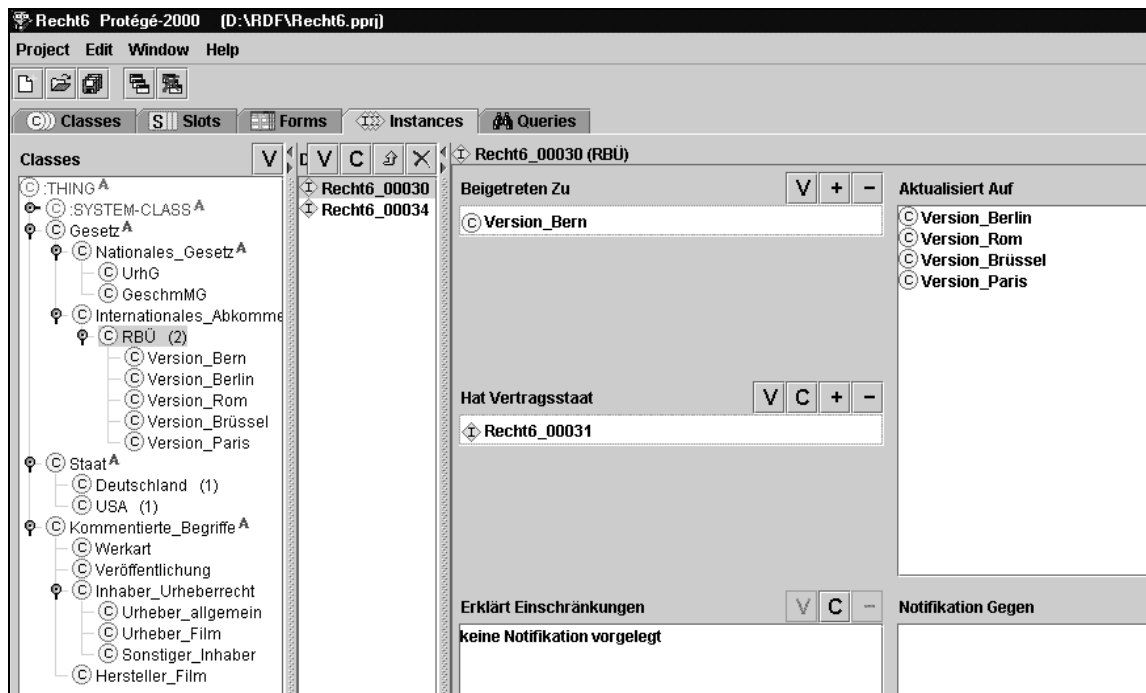 Recht6 Protégé-2000 (D:\RDF\Recht6.pprj)
Project Edit Window Help
Classes S Slots Forms Instances Queries
Classes V
C :THING A
C :SYSTEM-CLASS A
C Gesetz A
C Nationales_Gesetz A
C UrhG
C GeschmMG
C Internationales_Abkomme
C RBÜ (2)
C Version_Bern
C Version_Berlin
C Version_Rom
C Version_Brüssel
C Version_Paris
C Staat A
C Deutschland (1)
C USA (1)
C Kommentierte_Begriffe A
C Werkart
C Veröffentlichung
C Inhaber_Urheberrecht
C Urheber_allgemein
C Urheber_Film
C Sonstiger_Inhaber
C Hersteller_Film
V C
I Recht6_00030
I Recht6_00034
I Recht6_00030 (RBÜ)
Beigetreten Zu V + −
C Version_Bern
Hat Vertragsstaat V C + −
I Recht6_00031
Erklärt Einschränkungen V C −
keine Notifikation vorgelegt
Aktualisiert Auf
C Version_Berlin
C Version_Rom
C Version_Brüssel
C Version_Paris
Notifikation Gegen